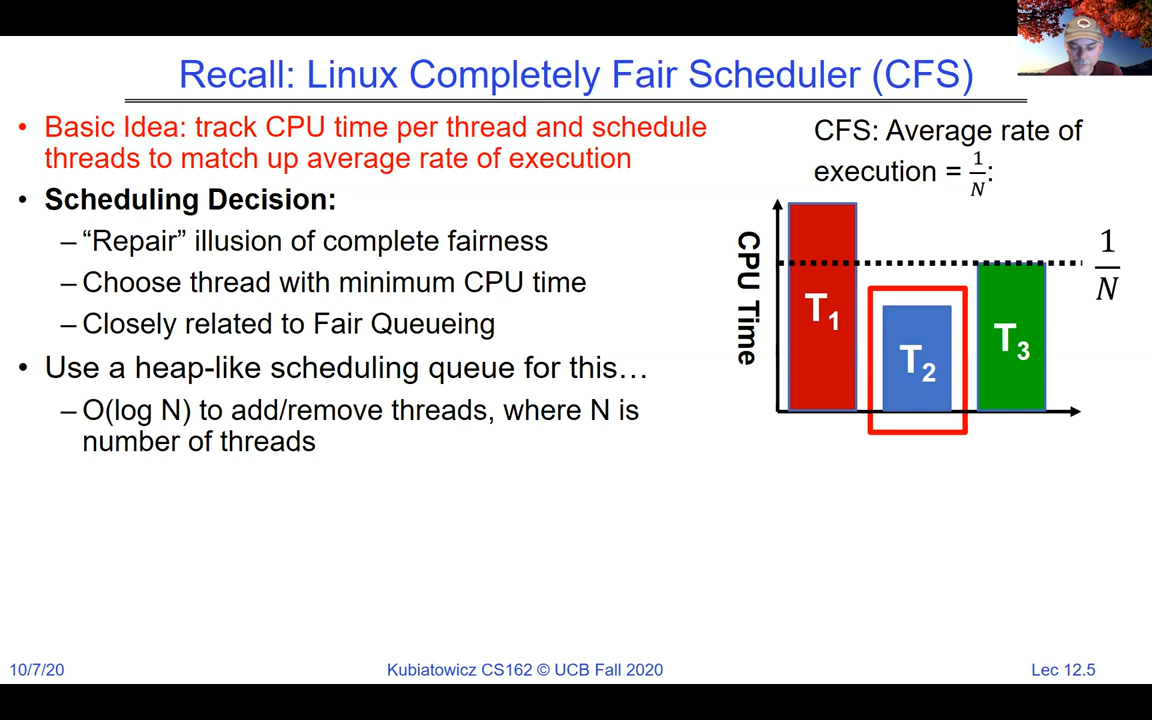 Recall: Linux Completely Fair Scheduler (CFS)
• Basic Idea: track CPU time per thread and schedule
threads to match up average rate of execution
• Scheduling Decision:
– “Repair” illusion of complete fairness
– Choose thread with minimum CPU time
– Closely related to Fair Queueing
• Use a heap-like scheduling queue for this…
– O(log N) to add/remove threads, where N is
number of threads
CFS: Average rate of
execution = 1/N:
CPU Time
T1
T2
T3
1/N
10/7/20
Kubiatowicz CS162 © UCB Fall 2020
Lec 12.5